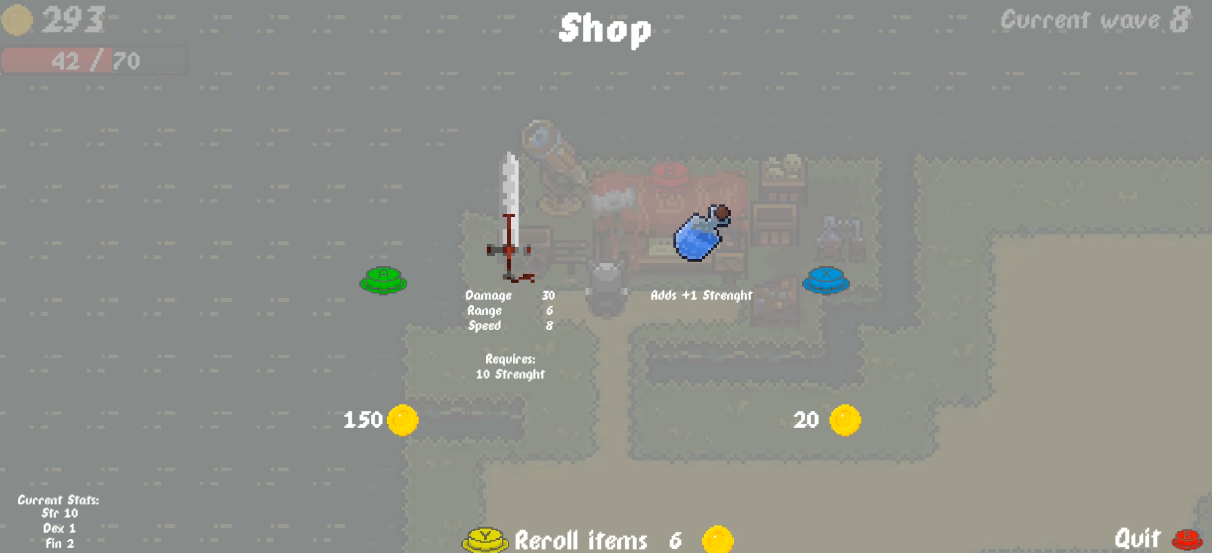 293
Shop
Current wave 8
42 / 70
Damage 30
Range 6
Speed 8
Adds +1 Strenght
Requires:
10 Strenght
150
20
Current Stats:
Str 10
Dex 1
Fin 2
Y Reroll items 6
Quit